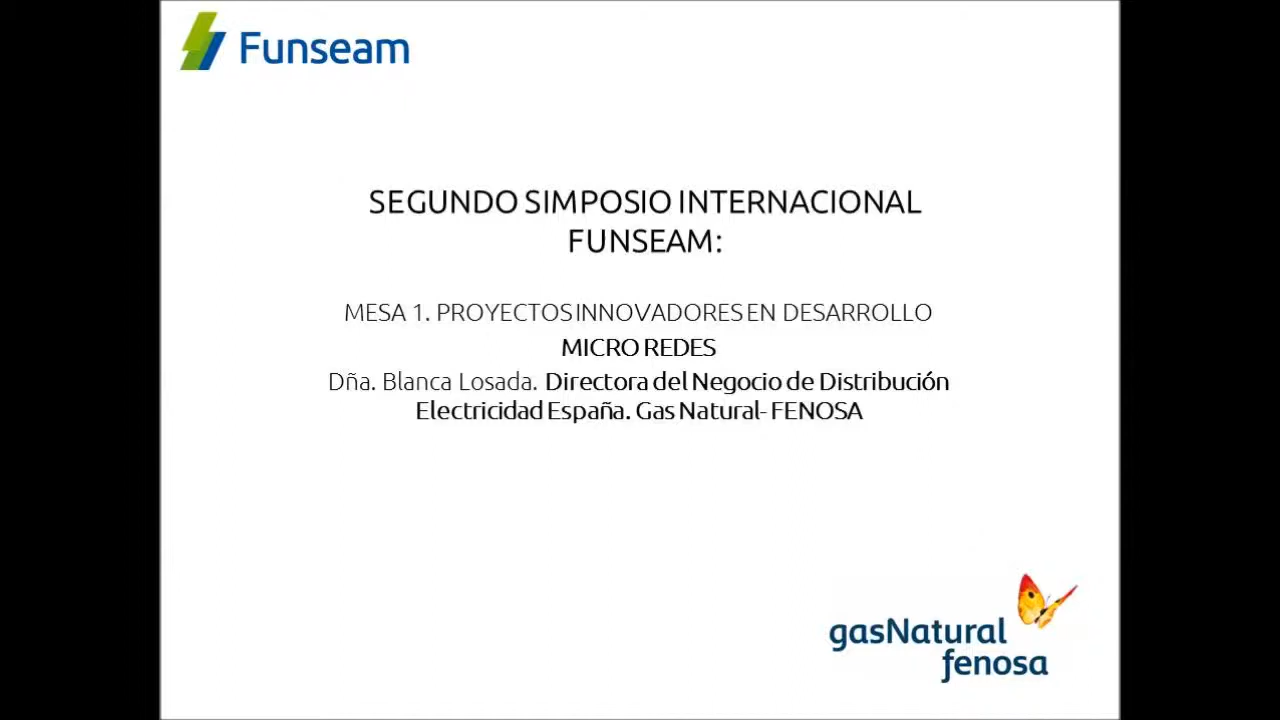 Funseam
SEGUNDO SIMPOSIO INTERNACIONAL
FUNSEAM:
MESA 1. PROYECTOS INNOVADORES EN DESARROLLO
MICRO REDES
Dña. Blanca Losada. Directora del Negocio de Distribución
Electricidad España. Gas Natural- FENOSA
gasNatural
fenosa